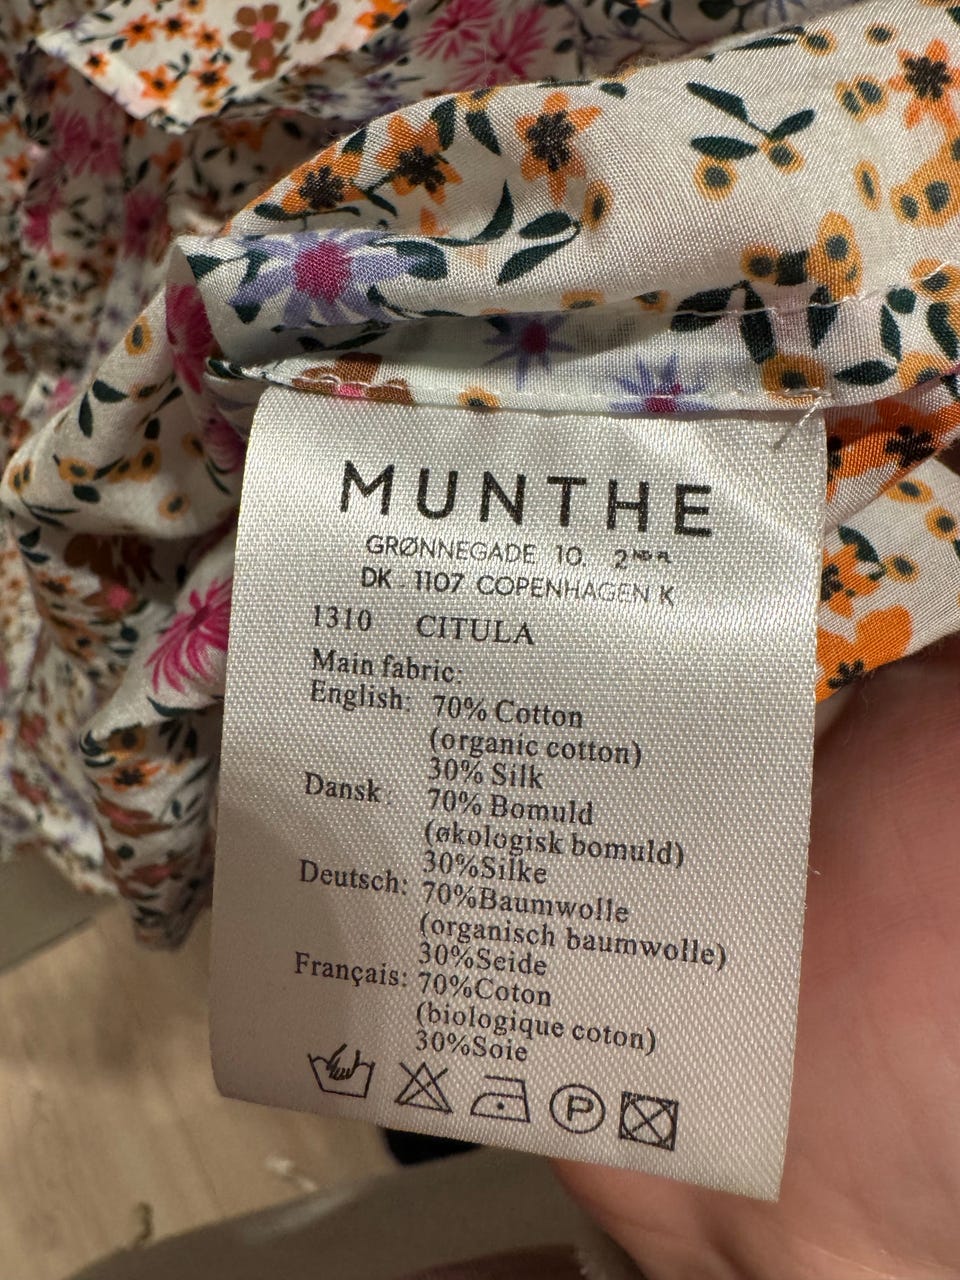 MUNTHE
GRØNNEGADE 10. 2ND FL
DK - 1107 COPENHAGEN K
1310 CITULA
Main fabric:
English: 70% Cotton
(organic cotton)
30% Silk
Dansk: 70% Bomuld
(økologisk bomuld)
30%Silke
Deutsch: 70%Baumwolle
(organisch baumwolle)
30%Seide
Français: 70%Coton
(biologique coton)
30%Soie
P